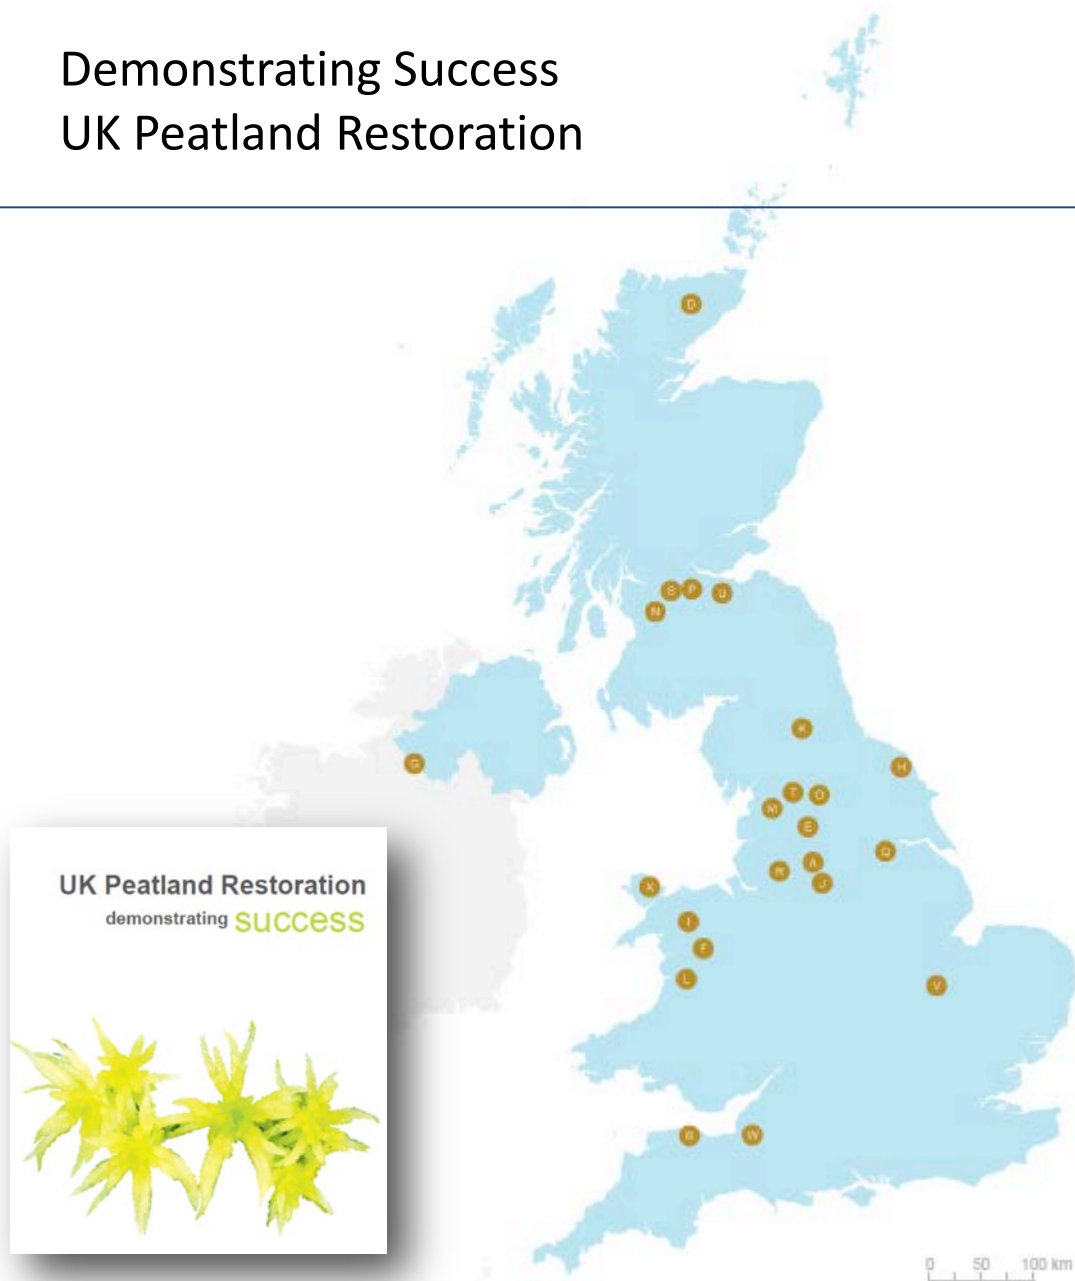 Demonstrating Success
UK Peatland Restoration
D
S
P
U
N
K
H
G
T
O
M
E
A
J
X
I
F
L
V
W
UK Peatland Restoration
demonstrating success
0 50 100 km